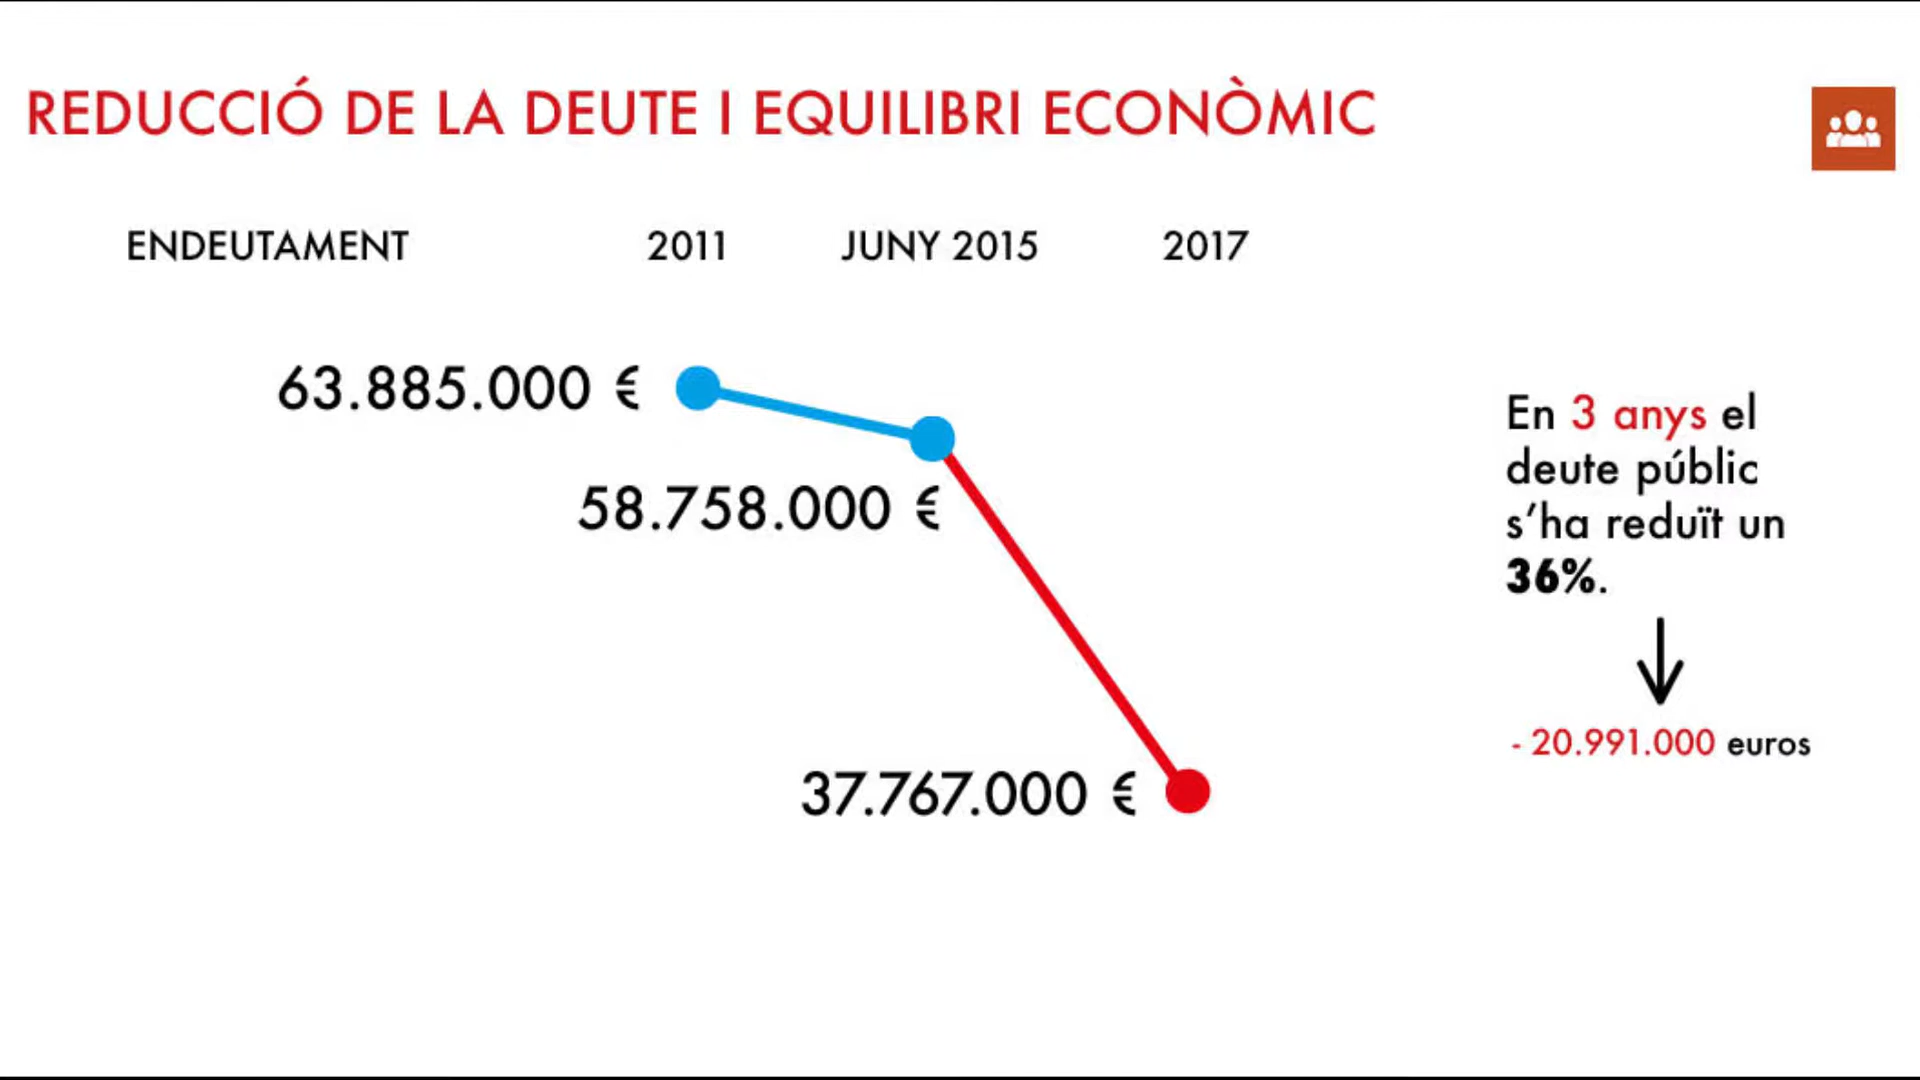 REDUCCIÓ DE LA DEUTE I EQUILIBRI ECONÒMIC
ENDEUTAMENT 2011 JUNY 2015 2017
63.885.000 €
58.758.000 €
37.767.000 €
En 3 anys el
deute públic
s’ha reduït un
36%.
- 20.991.000 euros